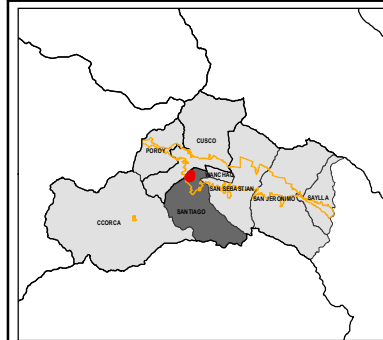 CUSCO
POROY
WANCHAQ
SAN SEBASTIAN
SAN JERONIMO
SAYLLA
SANTIAGO
CCORCA